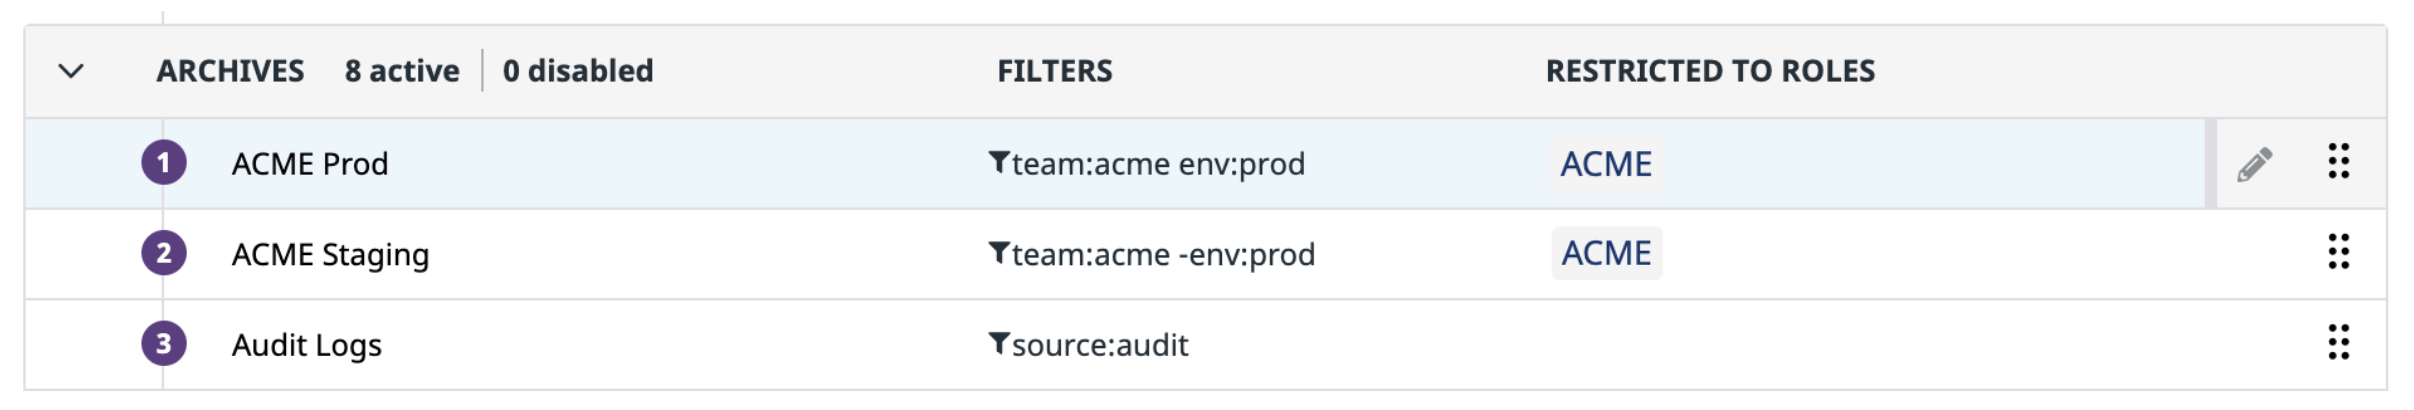 ARCHIVES 8 active 0 disabled FILTERS RESTRICTED TO ROLES
1 ACME Prod team:acme env:prod ACME
2 ACME Staging team:acme -env:prod ACME
3 Audit Logs source:audit